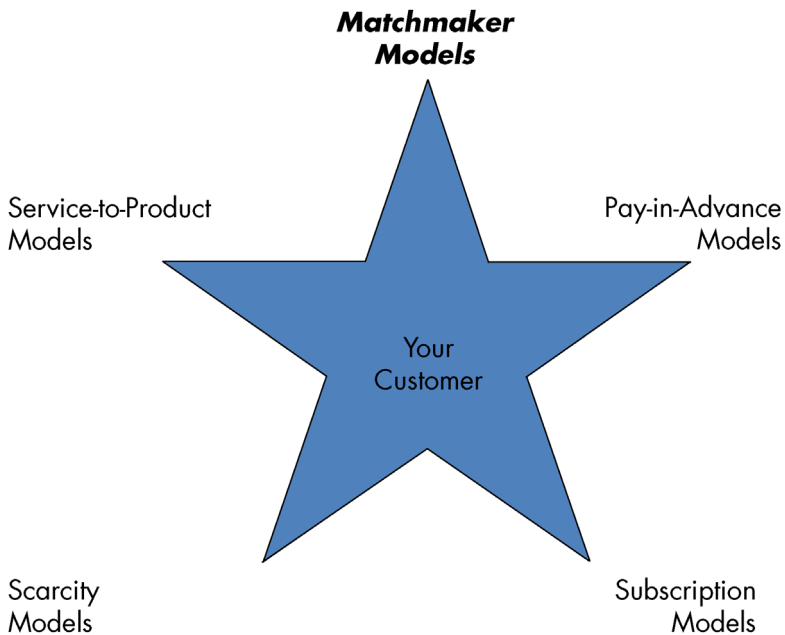 Matchmaker
Models
Service-to-Product
Models
Pay-in-Advance
Models
Your
Customer
Scarcity
Models
Subscription
Models